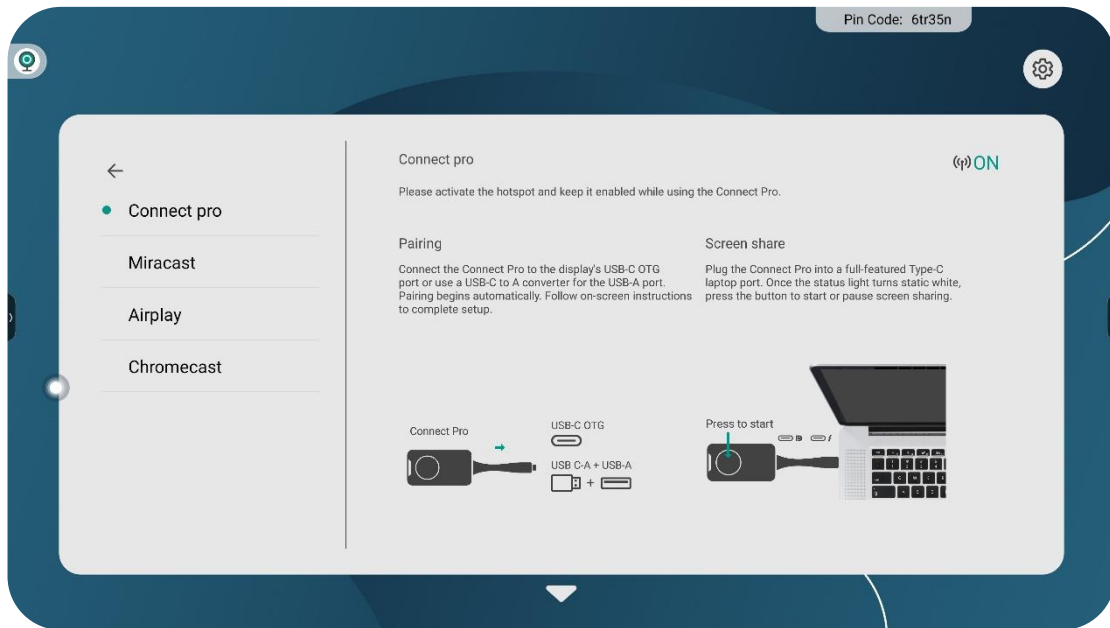 Pin Code: 6tr35n
Connect pro
Miracast
Airplay
Chromecast
Connect pro
ON
Please activate the hotspot and keep it enabled while using the Connect Pro.
Pairing
Connect the Connect Pro to the display's USB-C OTG
port or use a USB-C to A converter for the USB-A port.
Pairing begins automatically. Follow on-screen instructions
to complete setup.
Screen share
Plug the Connect Pro into a full-featured Type-C
laptop port. Once the status light turns static white,
press the button to start or pause screen sharing.
Connect Pro
USB-C OTG
USB C-A + USB-A
+
Press to start